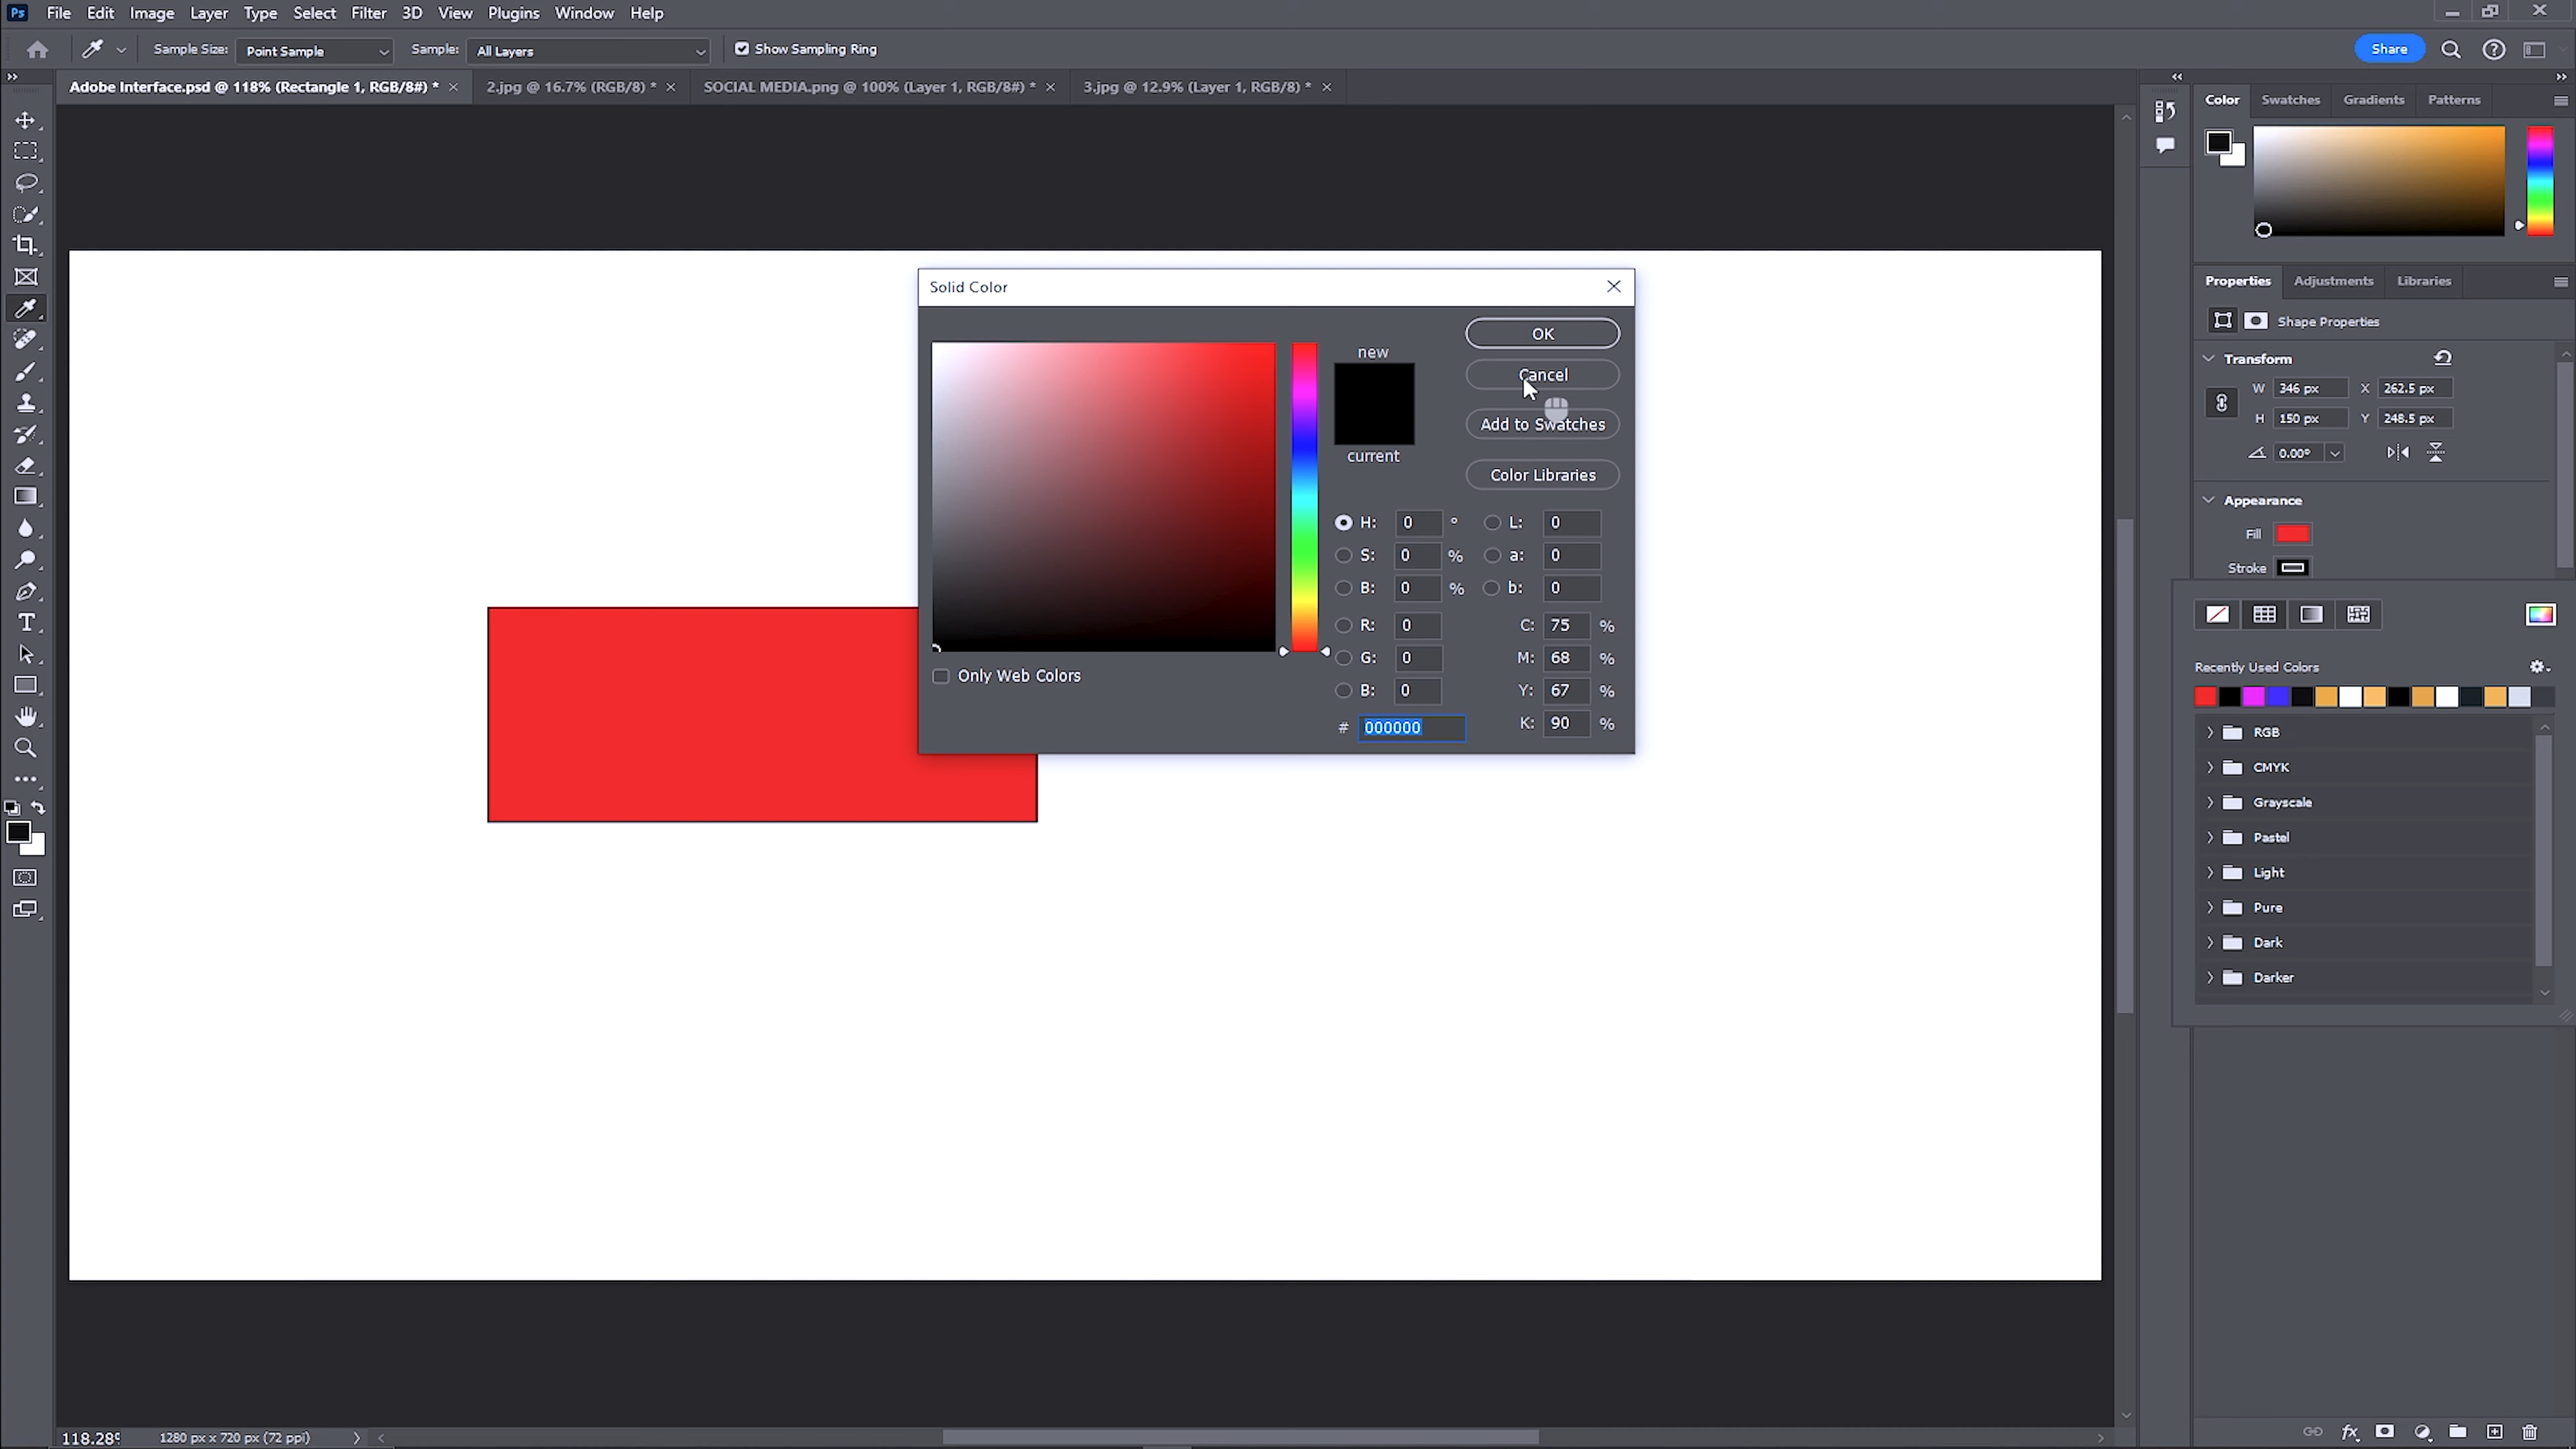 Ps File Edit Image Layer Type Select Filter 3D View Plugins Window Help
Sample Size: Point Sample Sample: All Layers Show Sampling Ring Share
Adobe Interface.psd @ 118% (Rectangle 1, RGB/8#) * 2.jpg @ 16.7% (RGB/8) * SOCIAL MEDIA.png @ 100% (Layer 1, RGB/8#) * 3.jpg @ 12.9% (Layer 1, RGB/8) *
Color Swatches Gradients Patterns
Properties Adjustments Libraries
Shape Properties
Transform
W 346 px X 262.5 px
H 150 px Y 248.5 px
0.00°
Appearance
Fill
Stroke
Recently Used Colors
RGB
CMYK
Grayscale
Pastel
Light
Pure
Dark
Darker
Solid Color
new
current
OK
Cancel
Add to Swatches
Color Libraries
H: 0 ° L: 0
S: 0 % a: 0
B: 0 % b: 0
R: 0 C: 75 %
G: 0 M: 68 %
B: 0 Y: 67 %
# 000000 K: 90 %
Only Web Colors
118.28% 1280 px x 720 px (72 ppi)
fx